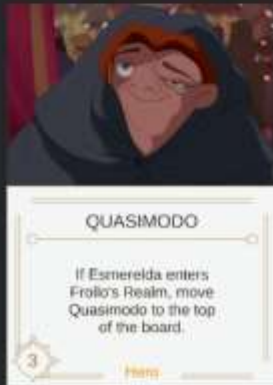 QUASIMODO
If Esmerelda enters
Frollo's Realm, move
Quasimodo to the top
of the board.
3
Hero